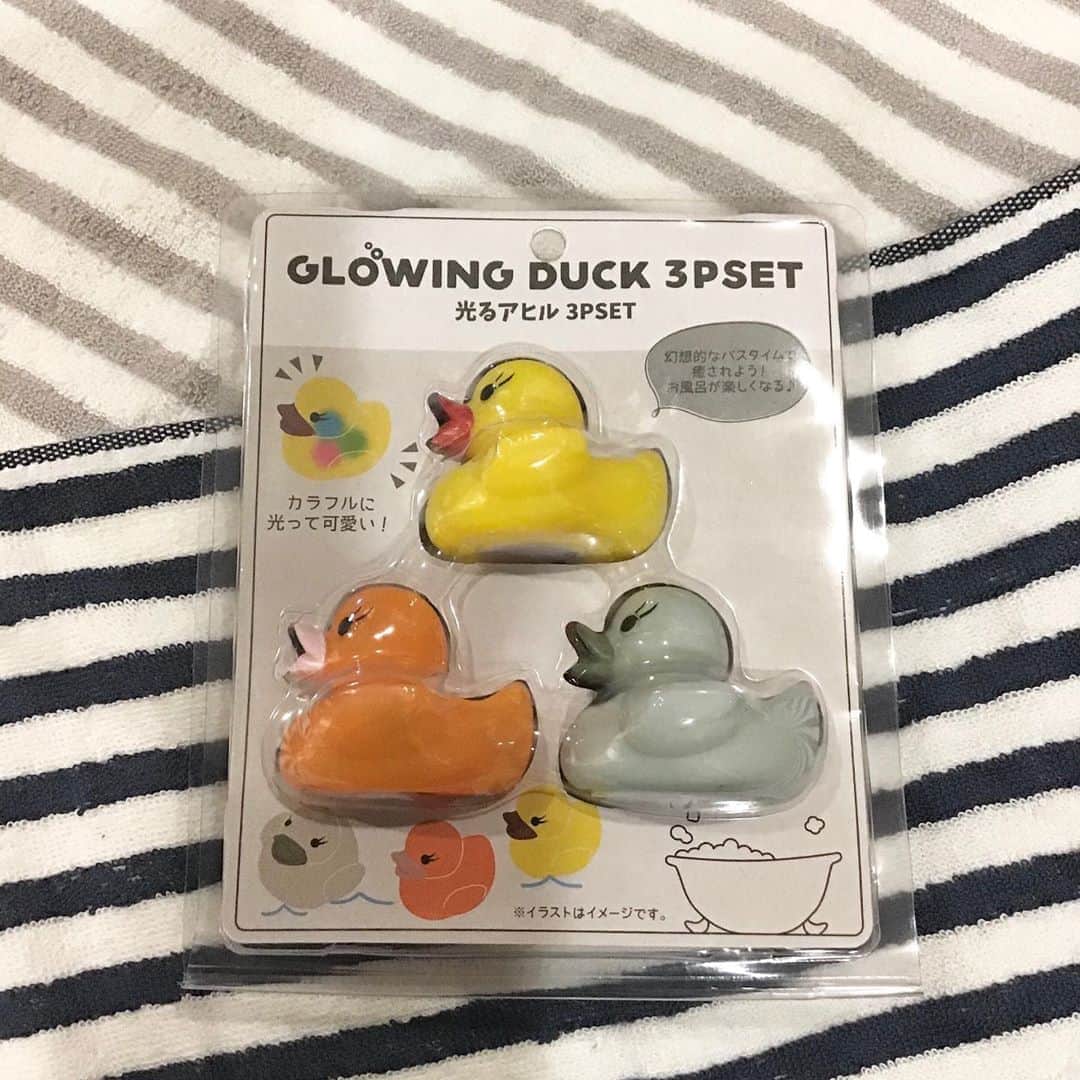 GLOWING DUCK 3PSET
光るアヒル 3PSET
幻想的なバスタイムで
癒されよう!
お風呂が楽しくなる♪
カラフルに
光って可愛い!
※イラストはイメージです。